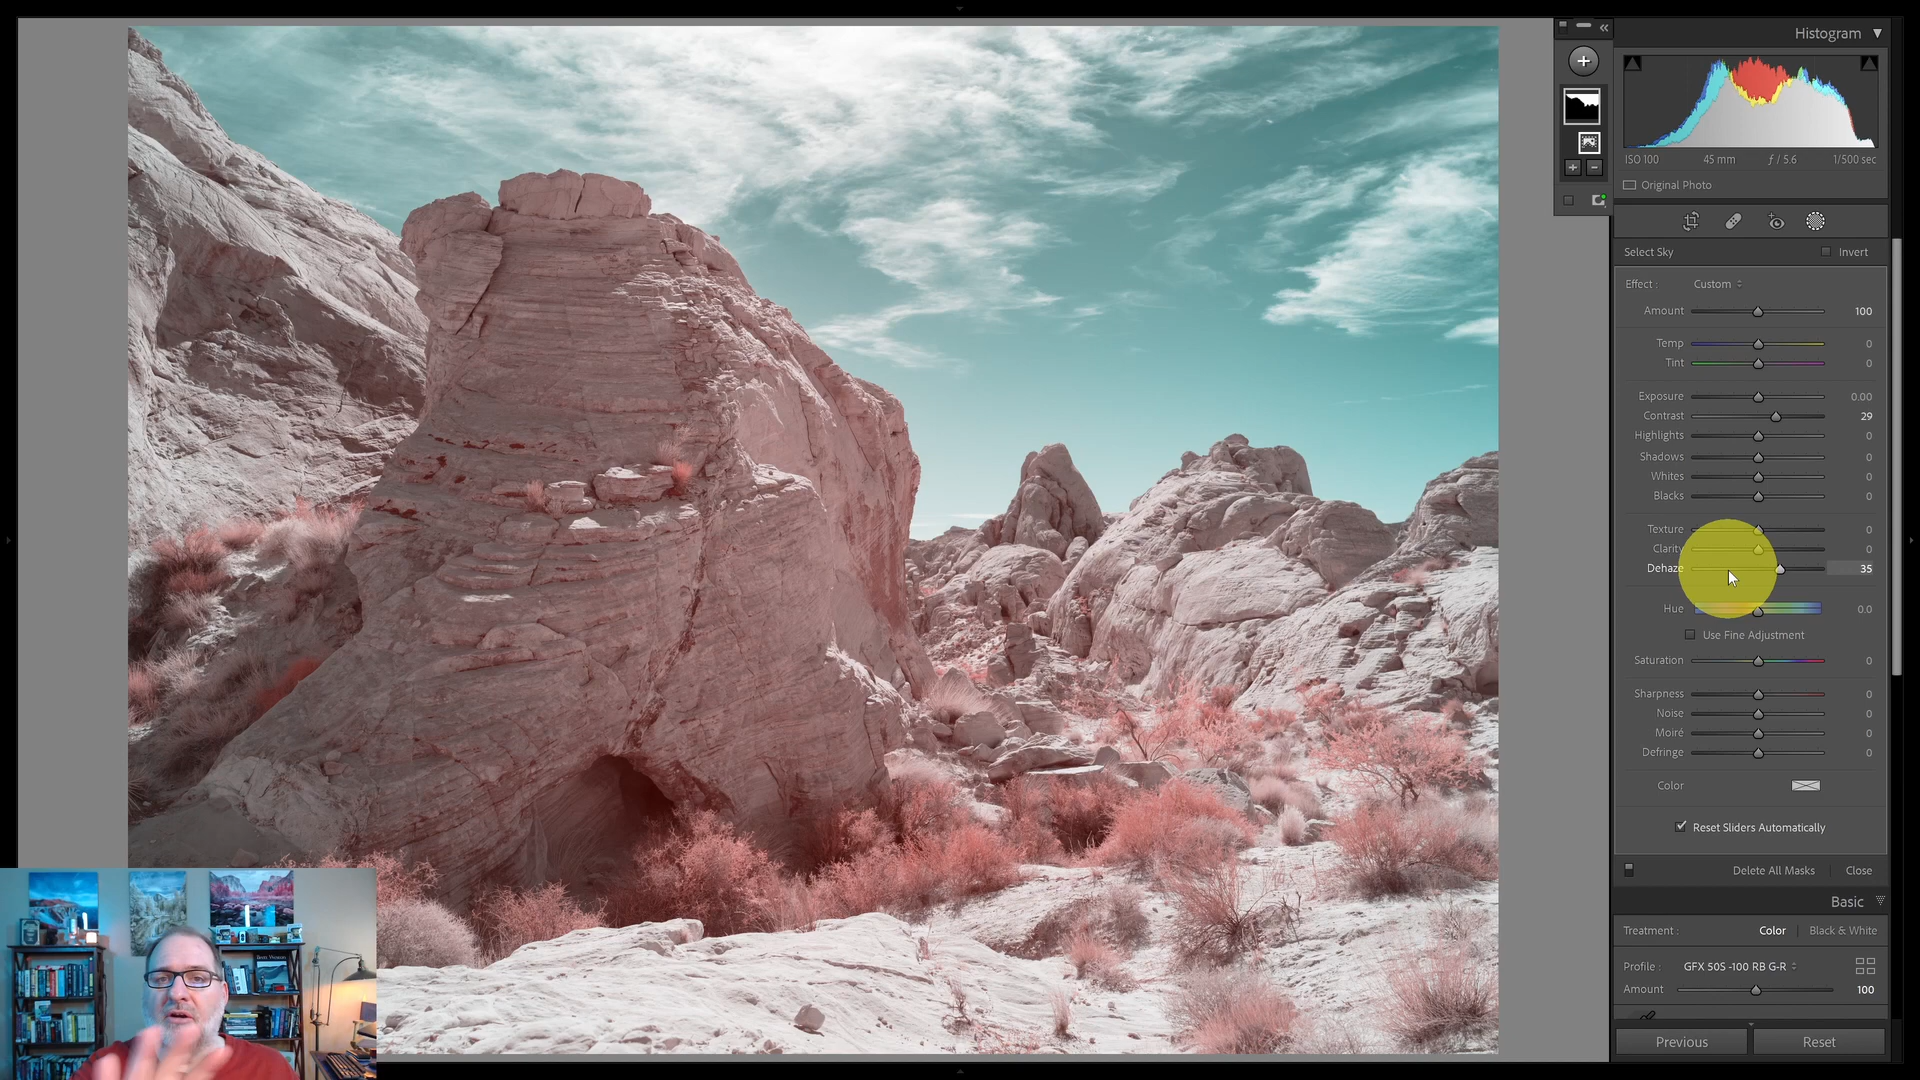 Histogram
ISO 100 45 mm ƒ / 5.6 1/500 sec
Original Photo
Select Sky Invert
Effect : Custom
Amount 100
Temp 0
Tint 0
Exposure 0.00
Contrast 29
Highlights 0
Shadows 0
Whites 0
Blacks 0
Texture 0
Clarity 0
Dehaze 35
Hue 0.0
Use Fine Adjustment
Saturation 0
Sharpness 0
Noise 0
Moiré 0
Defringe 0
Color
Reset Sliders Automatically
Delete All Masks Close
Basic
Treatment : Color Black & White
Profile : GFX 50S -100 RB G-R
Amount 100
Previous Reset